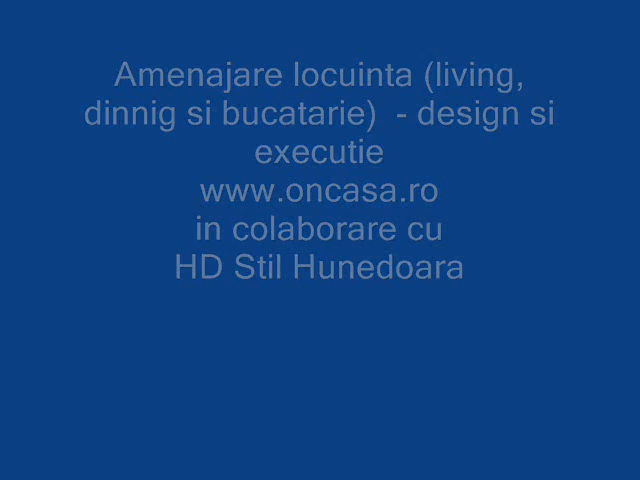 Amenajare locuinta (living,
dinnig si bucatarie)  - design si
executie
www.oncasa.ro
in colaborare cu
HD Stil Hunedoara